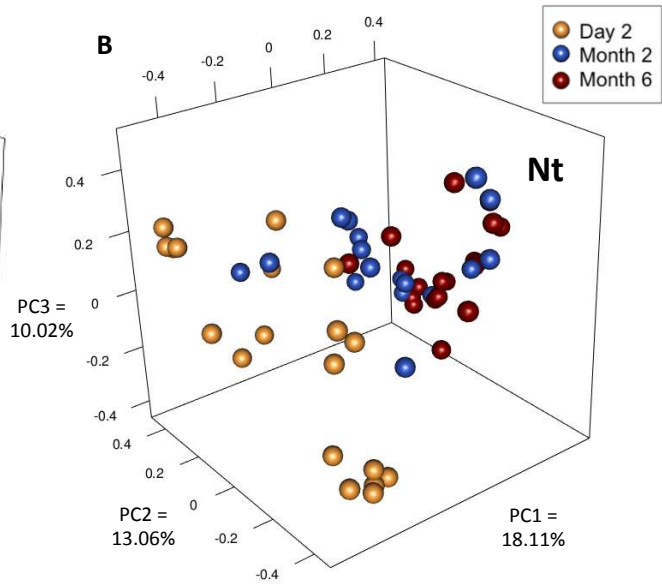 B
Day 2
Month 2
Month 6
Nt
-0.4
-0.2
0
0.2
0.4
0.4
0.2
0
-0.2
-0.4
PC3 =
10.02%
0.4
0.2
0
-0.2
-0.4
PC2 =
13.06%
PC1 =
18.11%